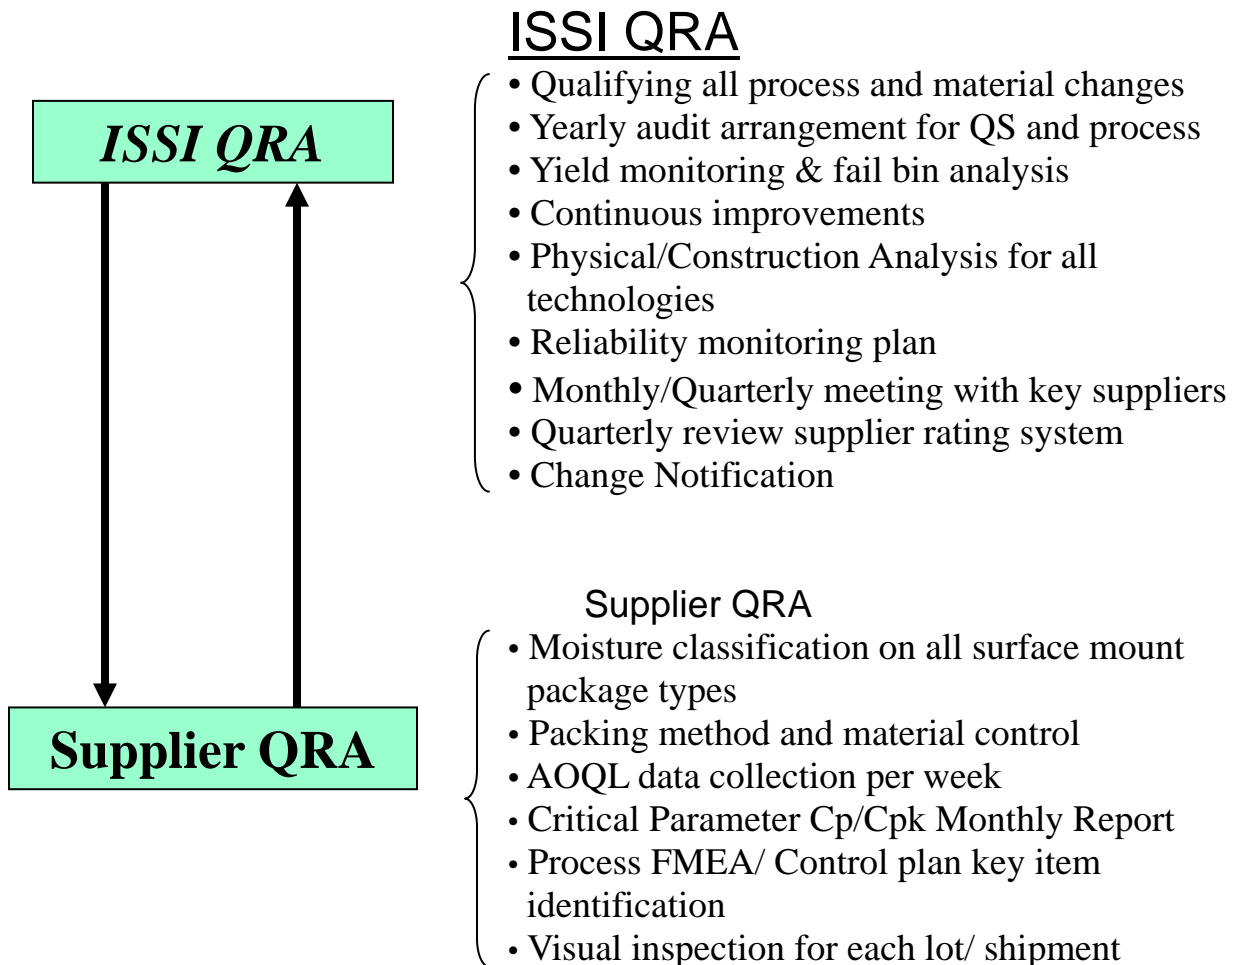 ISSI QRA
• Qualifying all process and material changes
• Yearly audit arrangement for QS and process
• Yield monitoring & fail bin analysis
• Continuous improvements
• Physical/Construction Analysis for all
technologies
• Reliability monitoring plan
• Monthly/Quarterly meeting with key suppliers
• Quarterly review supplier rating system
• Change Notification
ISSI QRA
Supplier QRA
Supplier QRA
• Moisture classification on all surface mount
package types
• Packing method and material control
• AOQL data collection per week
• Critical Parameter Cp/Cpk Monthly Report
• Process FMEA/ Control plan key item
identification
• Visual inspection for each lot/ shipment